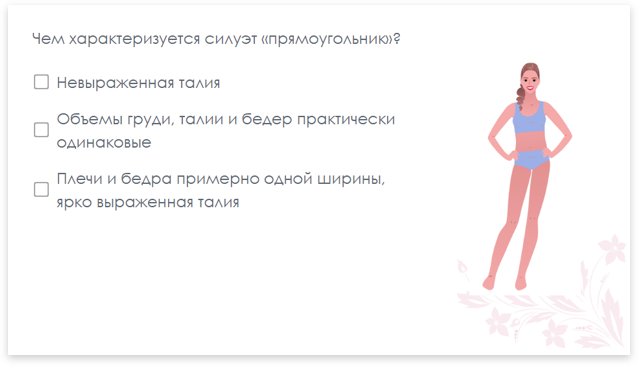 Чем характеризуется силуэт «прямоугольник»?
Невыраженная талия
Объемы груди, талии и бедер практически
одинаковые
Плечи и бедра примерно одной ширины,
ярко выраженная талия